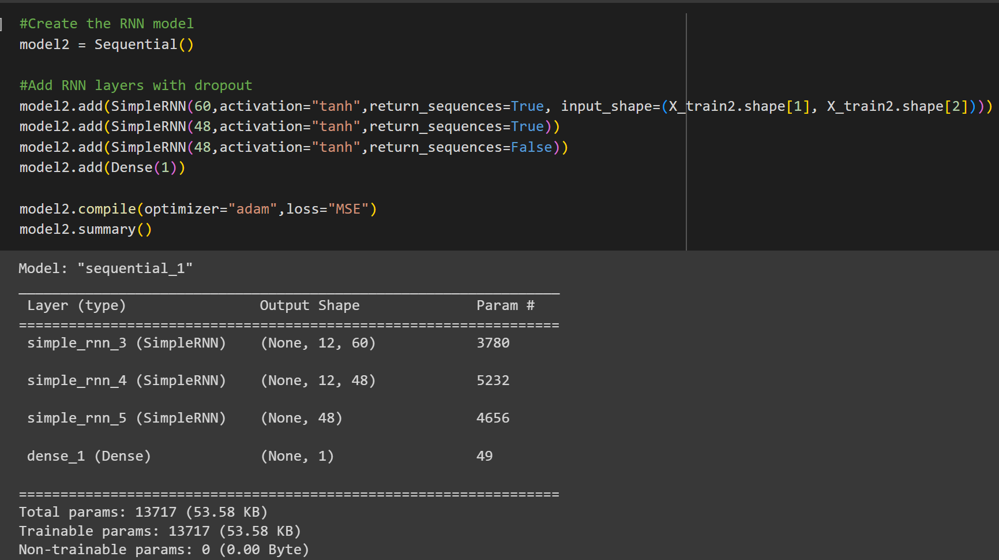 #Create the RNN model
model2 = Sequential()
#Add RNN layers with dropout
model2.add(SimpleRNN(60,activation="tanh",return_sequences=True, input_shape=(X_train2.shape[1], X_train2.shape[2])))
model2.add(SimpleRNN(48,activation="tanh",return_sequences=True))
model2.add(SimpleRNN(48,activation="tanh",return_sequences=False))
model2.add(Dense(1))
model2.compile(optimizer="adam",loss="MSE")
model2.summary()
Model: "sequential_1"
_________________________________________________________________
Layer (type) Output Shape Param #
=================================================================
simple_rnn_3 (SimpleRNN) (None, 12, 60) 3780
simple_rnn_4 (SimpleRNN) (None, 12, 48) 5232
simple_rnn_5 (SimpleRNN) (None, 48) 4656
dense_1 (Dense) (None, 1) 49
=================================================================
Total params: 13717 (53.58 KB)
Trainable params: 13717 (53.58 KB)
Non-trainable params: 0 (0.00 Byte)